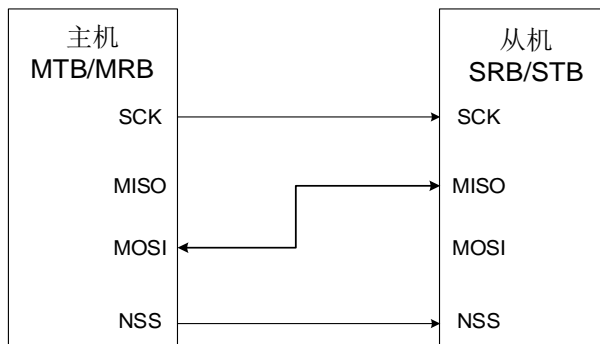 主机
MTB/MRB
SCK
MISO
MOSI
NSS
从机
SRB/STB
SCK
MISO
MOSI
NSS